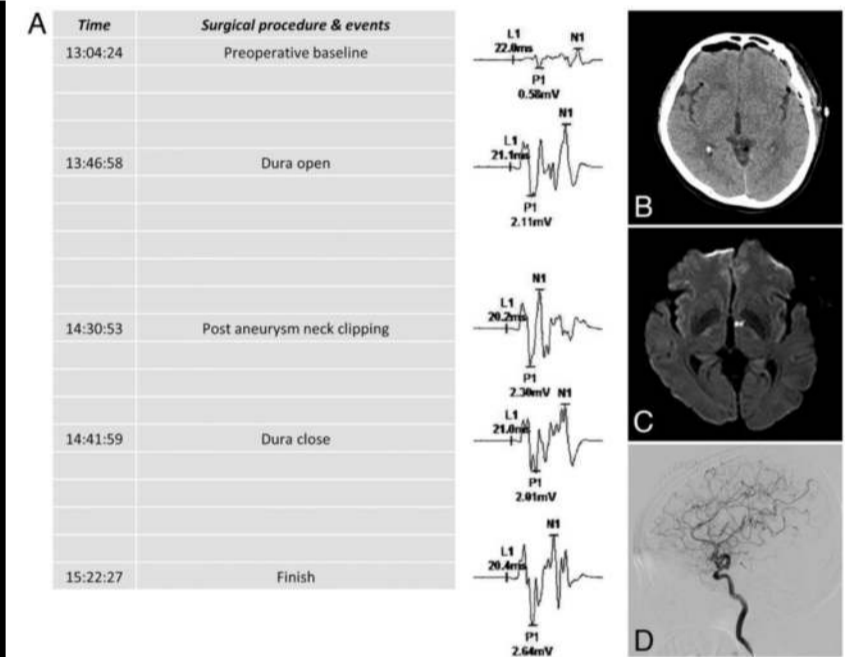 A
Time Surgical procedure & events
13:04:24 Preoperative baseline
L1 N1
22.0ms
P1
0.58mV
13:46:58 Dura open
N1
L1
21.1ms
P1
2.11mV
14:30:53 Post aneurysm neck clipping
N1
L1
20.2ms
P1
2.30mV
14:41:59 Dura close
N1
L1
21.0ms
P1
2.01mV
15:22:27 Finish
N1
L1
20.4ms
P1
2.64mV
B
C
D